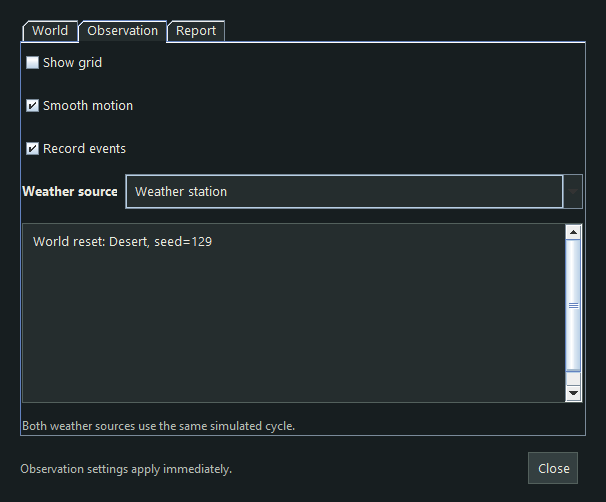 World Observation Report
Show grid
Smooth motion
Record events
Weather source Weather station
World reset: Desert, seed=129
Both weather sources use the same simulated cycle.
Observation settings apply immediately. Close